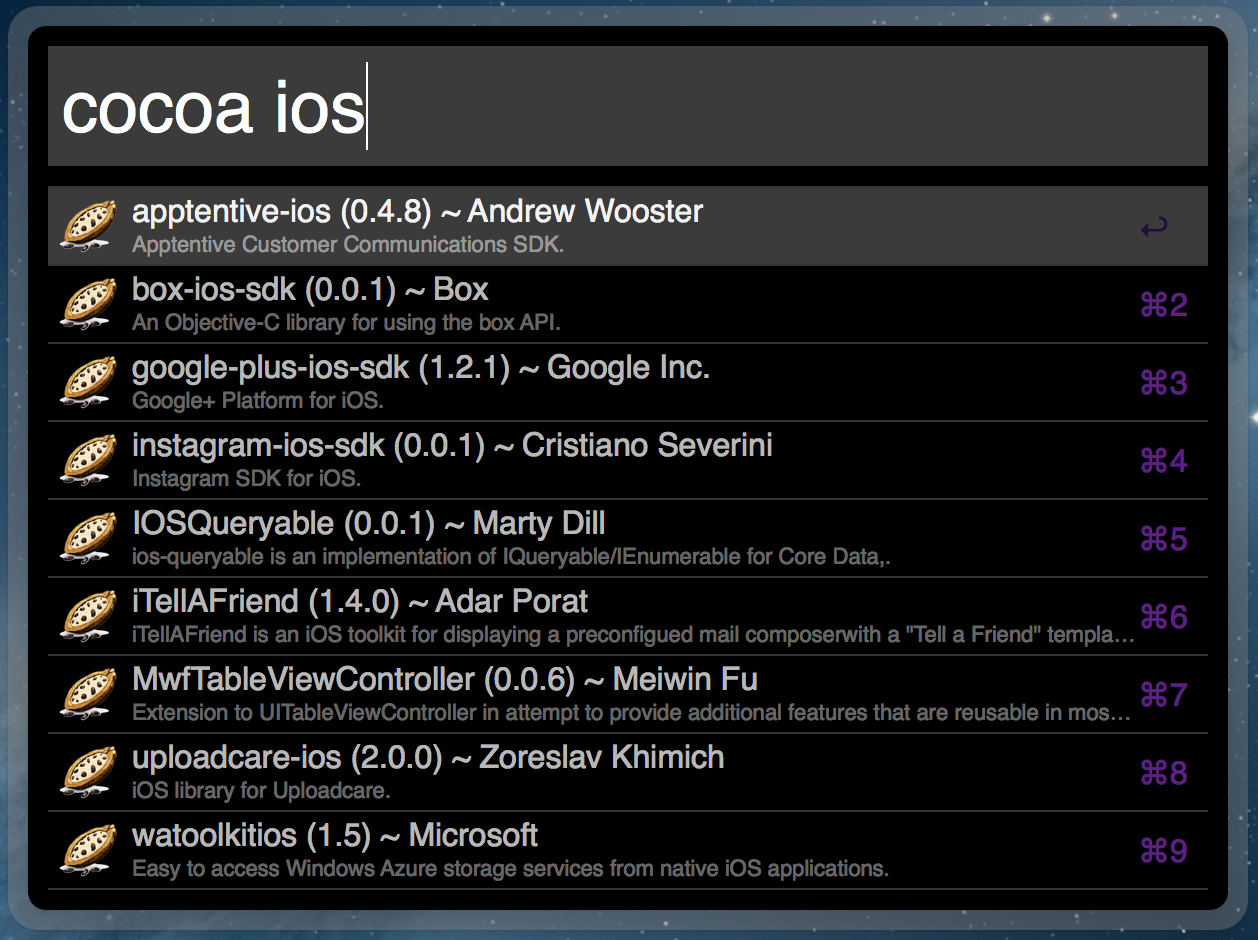 cocoa ios
apptentive-ios (0.4.8) ~ Andrew Wooster
Apptentive Customer Communications SDK.
↩
box-ios-sdk (0.0.1) ~ Box
An Objective-C library for using the box API.
⌘2
google-plus-ios-sdk (1.2.1) ~ Google Inc.
Google+ Platform for iOS.
⌘3
instagram-ios-sdk (0.0.1) ~ Cristiano Severini
Instagram SDK for iOS.
⌘4
IOSQueryable (0.0.1) ~ Marty Dill
ios-queryable is an implementation of IQueryable/IEnumerable for Core Data,.
⌘5
iTellAFriend (1.4.0) ~ Adar Porat
iTellAFriend is an iOS toolkit for displaying a preconfigued mail composerwith a "Tell a Friend" templa…
⌘6
MwfTableViewController (0.0.6) ~ Meiwin Fu
Extension to UITableViewController in attempt to provide additional features that are reusable in mos…
⌘7
uploadcare-ios (2.0.0) ~ Zoreslav Khimich
iOS library for Uploadcare.
⌘8
watoolkitios (1.5) ~ Microsoft
Easy to access Windows Azure storage services from native iOS applications.
⌘9